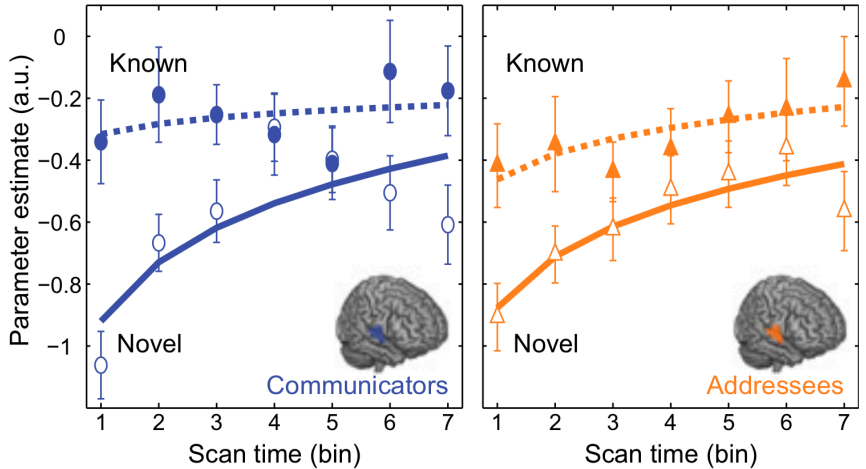 Parameter estimate (a.u.)
0
−0.2
−0.4
−0.6
−0.8
−1
Known
Novel
Communicators
1 2 3 4 5 6 7
Scan time (bin)
Known
Novel
Addressees
1 2 3 4 5 6 7
Scan time (bin)